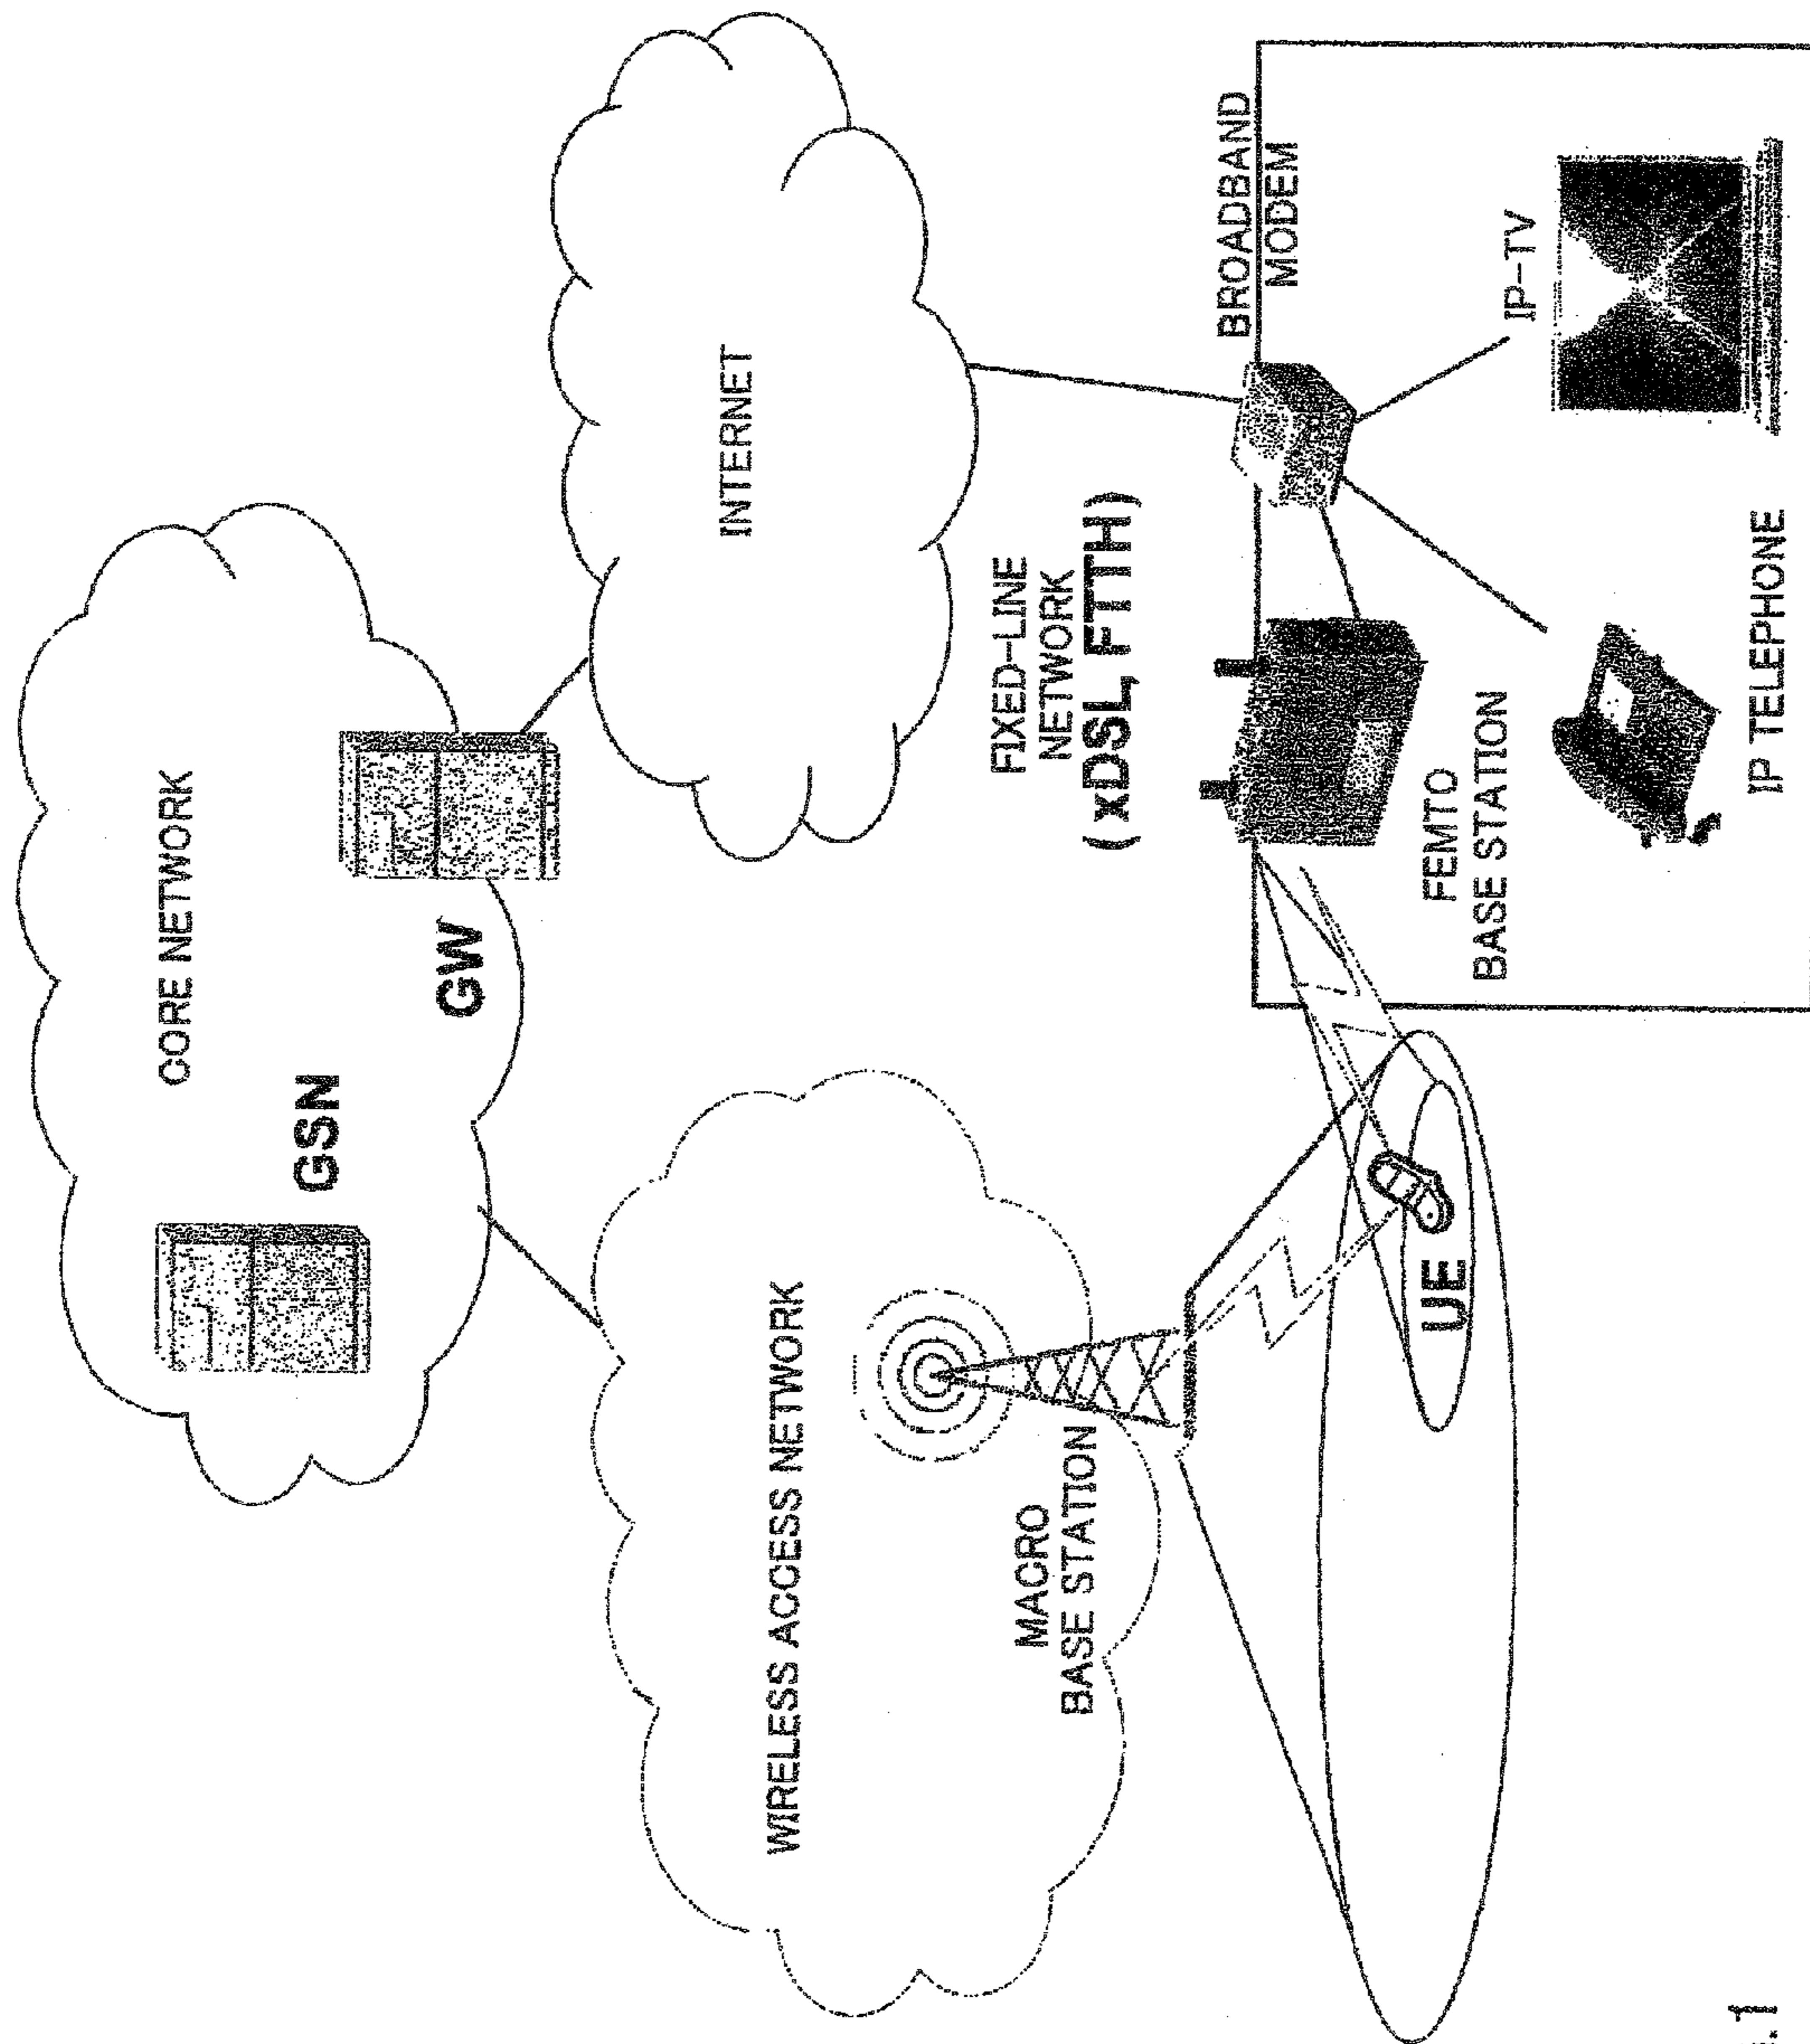 CORE NETWORK
GSN
GW
WIRELESS ACCESS NETWORK
INTERNET
MACRO
BASE STATION
FIXED-LINE
NETWORK
( xDSL, FTTH)
BROADBAND
MODEM
UE
FEMTO
BASE STATION
IP-TV
IP TELEPHONE